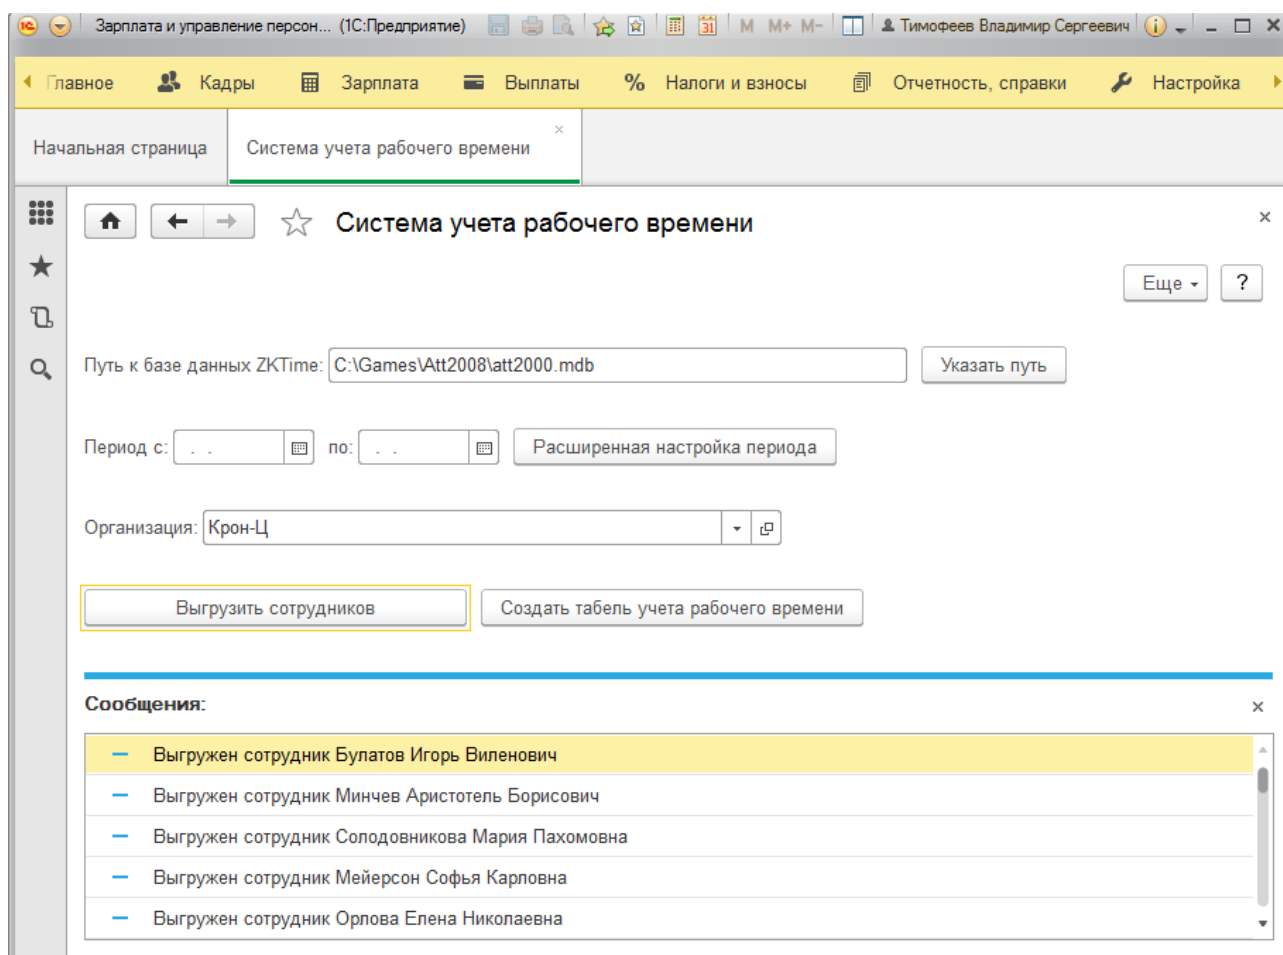 Зарплата и управление персон... (1С:Предприятие) 31 M M+ M- Тимофеев Владимир Сергеевич
Главное Кадры Зарплата Выплаты % Налоги и взносы Отчетность, справки Настройка
Начальная страница Система учета рабочего времени
Система учета рабочего времени
Еще ?
Путь к базе данных ZKTime: C:\Games\Att2008\att2000.mdb Указать путь
Период с: . . по: . . Расширенная настройка периода
Организация: Крон-Ц
Выгрузить сотрудников Создать табель учета рабочего времени
Сообщения:
Выгружен сотрудник Булатов Игорь Виленович
Выгружен сотрудник Минчев Аристотель Борисович
Выгружен сотрудник Солодовникова Мария Пахомовна
Выгружен сотрудник Мейерсон Софья Карловна
Выгружен сотрудник Орлова Елена Николаевна